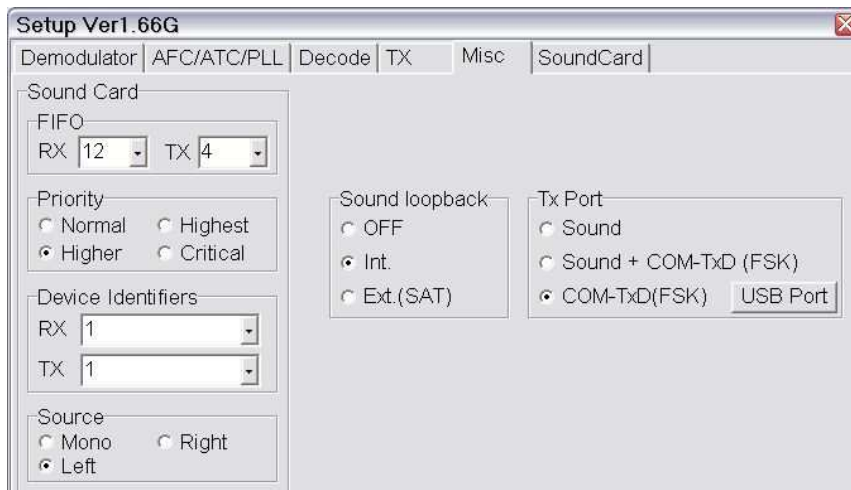 Setup Ver1.66G
Demodulator AFC/ATC/PLL Decode TX Misc SoundCard
Sound Card
FIFO
RX 12 TX 4
Priority
Normal Highest
Higher Critical
Device Identifiers
RX 1
TX 1
Source
Mono Right
Left
Sound loopback
OFF
Int.
Ext.(SAT)
Tx Port
Sound
Sound + COM-TxD (FSK)
COM-TxD(FSK) USB Port